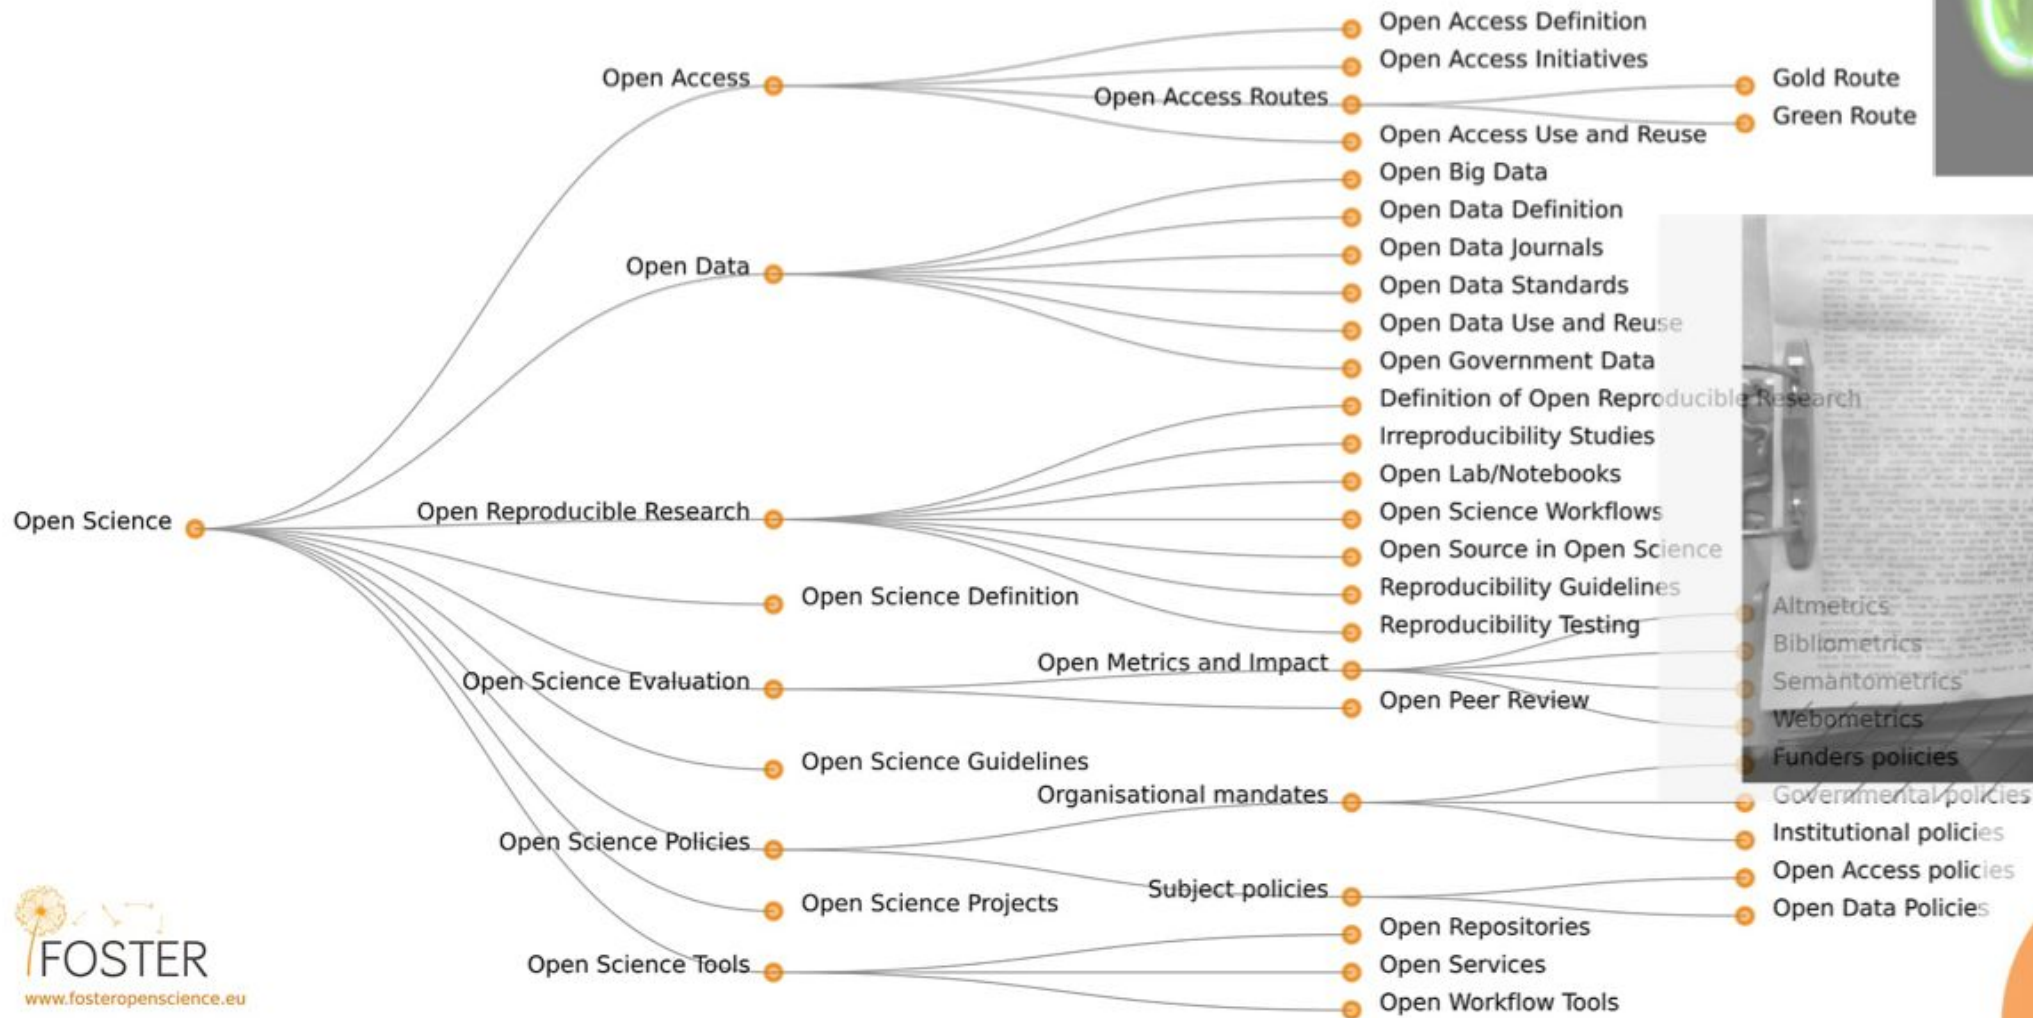 Open Access Definition
Open Access Initiatives
Open Access
Gold Route
Open Access Routes
Green Route
Open Access Use and Reuse
Open Big Data
Open Data Definition
Open Data Journals
Open Data
Open Data Standards
Open Data Use and Reuse
Open Government Data
Definition of Open Reproducible Research
Irreproducibility Studies
Open Lab/Notebooks
Open Science
Open Reproducible Research
Open Science Workflows
Open Source in Open Science
Reproducibility Guidelines
Open Science Definition
Altmetrics
Reproducibility Testing
Bibliometrics
Open Metrics and Impact
Open Science Evaluation
Semantometrics
Open Peer Review
Webometrics
Open Science Guidelines
Funders policies
Organisational mandates
Governmental policies
Open Science Policies
Institutional policies
Open Access policies
Subject policies
Open Science Projects
Open Data Policies
Open Repositories
Open Science Tools
Open Services
Open Workflow Tools
FOSTER
www.fosteropenscience.eu